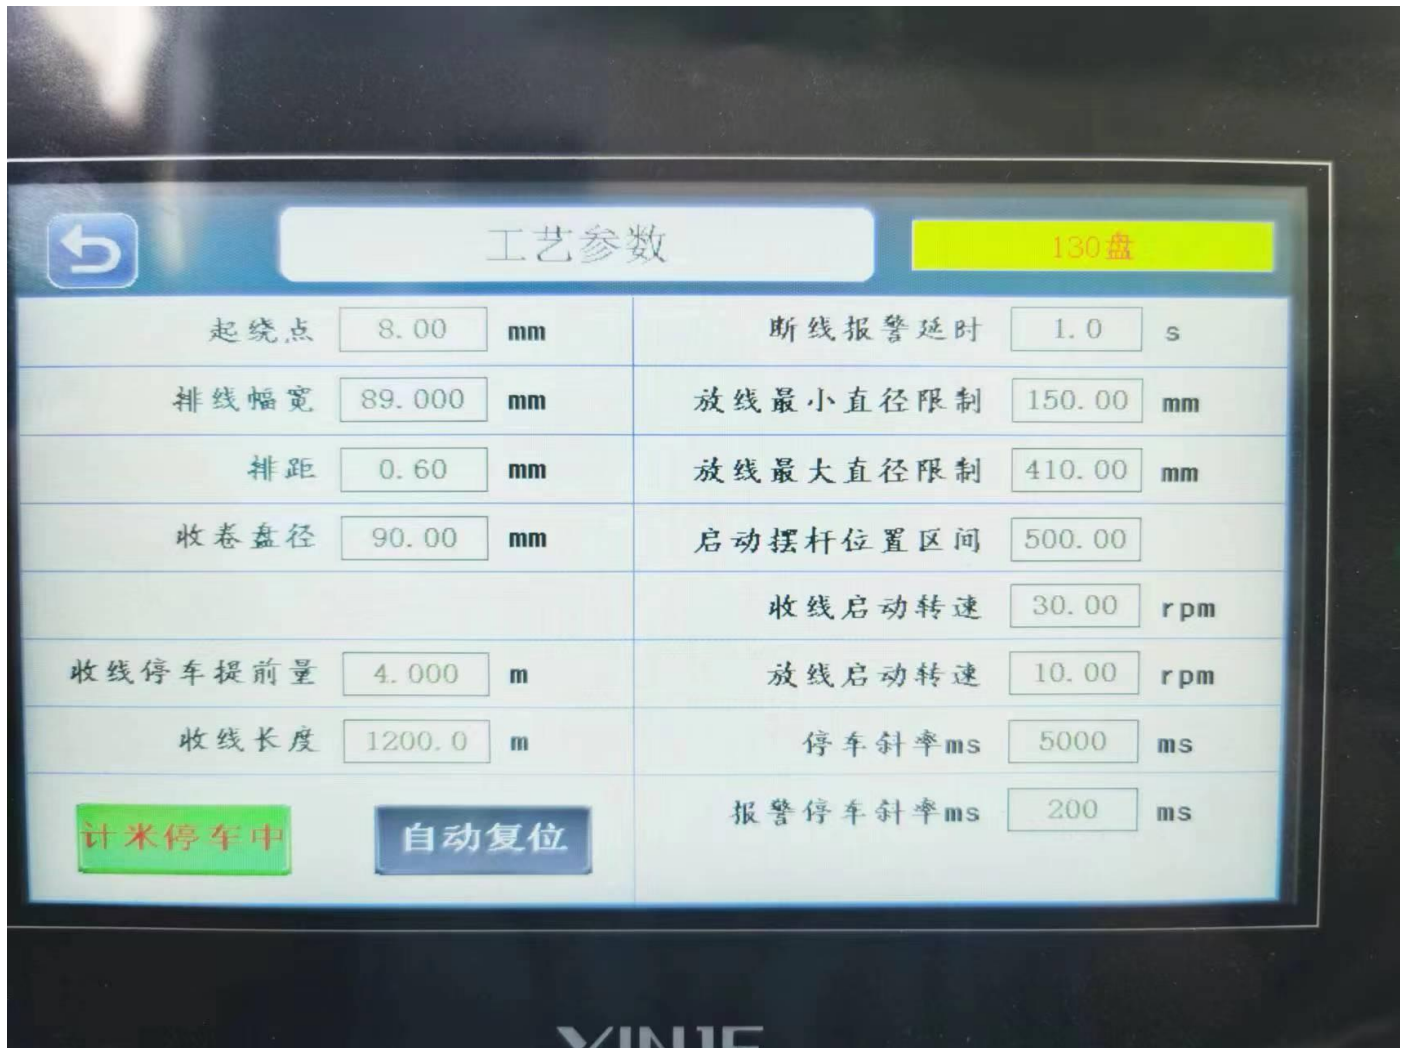 工艺参数
130盘
起绕点 8.00 mm
排线幅宽 89.000 mm
排距 0.60 mm
收卷盘径 90.00 mm
收线停车提前量 4.000 m
收线长度 1200.0 m
计米停车中
自动复位
断线报警延时 1.0 s
放线最小直径限制 150.00 mm
放线最大直径限制 410.00 mm
启动摆杆位置区间 500.00
收线启动转速 30.00 rpm
放线启动转速 10.00 rpm
停车斜率ms 5000 ms
报警停车斜率ms 200 ms
XINJE